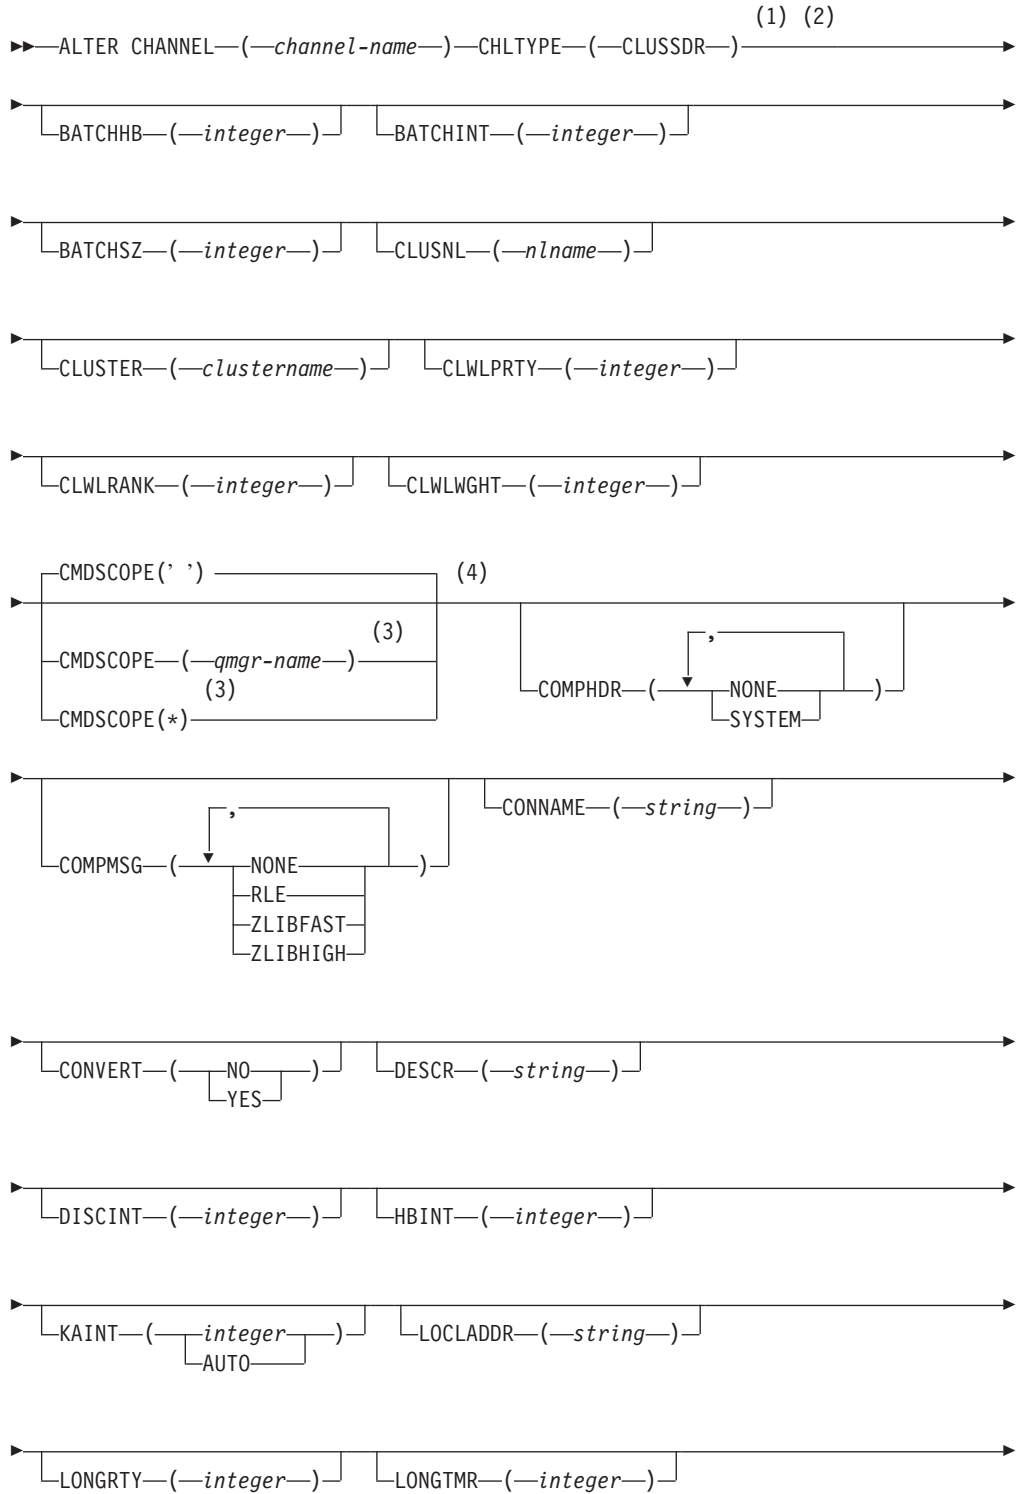 (1) (2)
ALTER CHANNEL ( channel-name ) CHLTYPE ( CLUSSDR )
BATCHHB ( integer ) BATCHINT ( integer )
BATCHSZ ( integer ) CLUSNL ( nlname )
CLUSTER ( clustername ) CLWLPRTY ( integer )
CLWLRANK ( integer ) CLWLWGHT ( integer )
CMDSCOPE(' ') (4)
(3) ,
CMDSCOPE ( qmgr-name ) COMPHDR ( NONE )
(3) SYSTEM
CMDSCOPE(*)
, CONNAME ( string )
COMPMSG ( NONE )
RLE
ZLIBFAST
ZLIBHIGH
CONVERT ( NO ) DESCR ( string )
YES
DISCINT ( integer ) HBINT ( integer )
KAINT ( integer ) LOCLADDR ( string )
AUTO
LONGRTY ( integer ) LONGTMR ( integer )